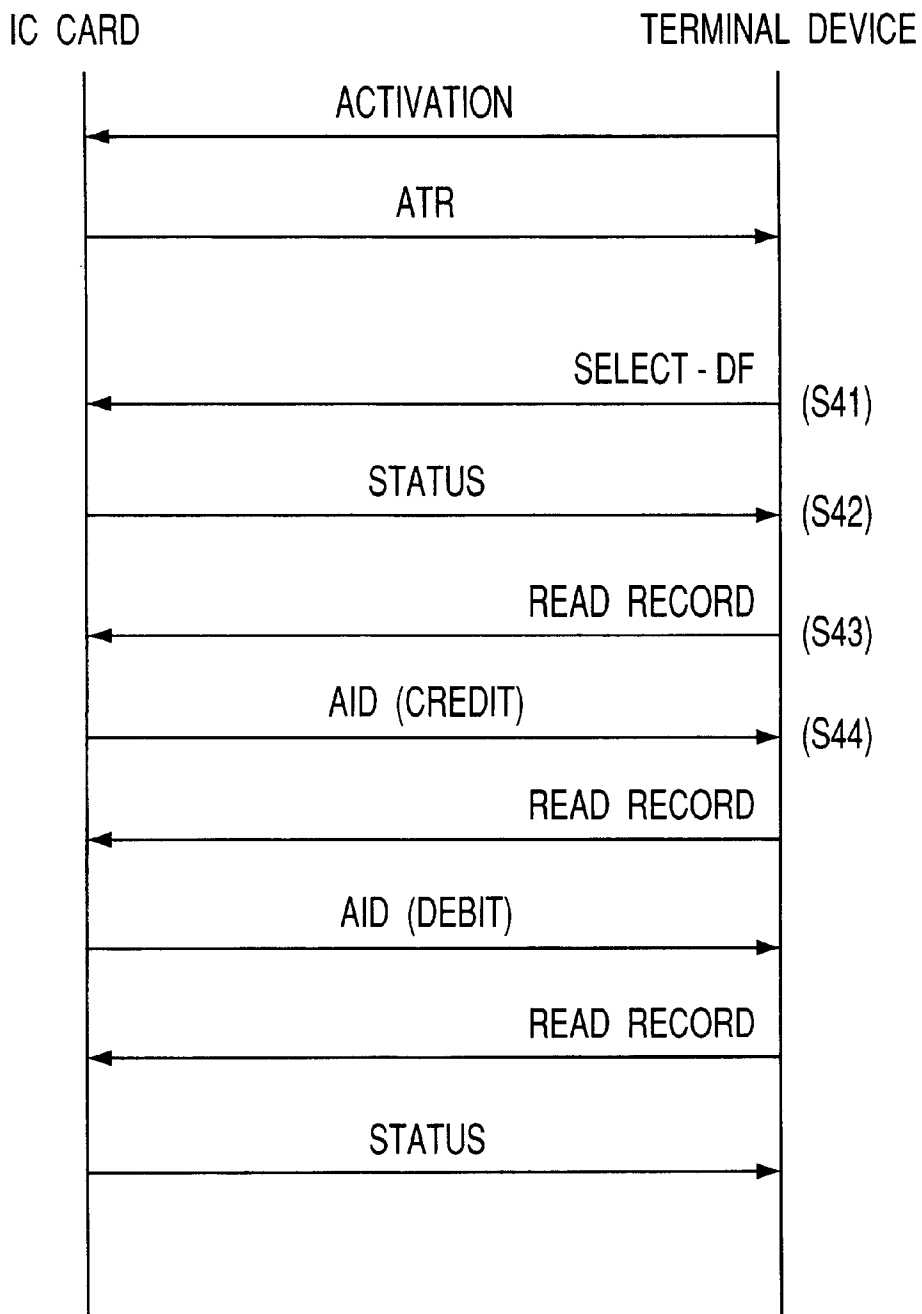 IC CARD TERMINAL DEVICE
ACTIVATION
ATR
SELECT - DF
(S41)
STATUS
(S42)
READ RECORD
(S43)
AID (CREDIT)
(S44)
READ RECORD
AID (DEBIT)
READ RECORD
STATUS